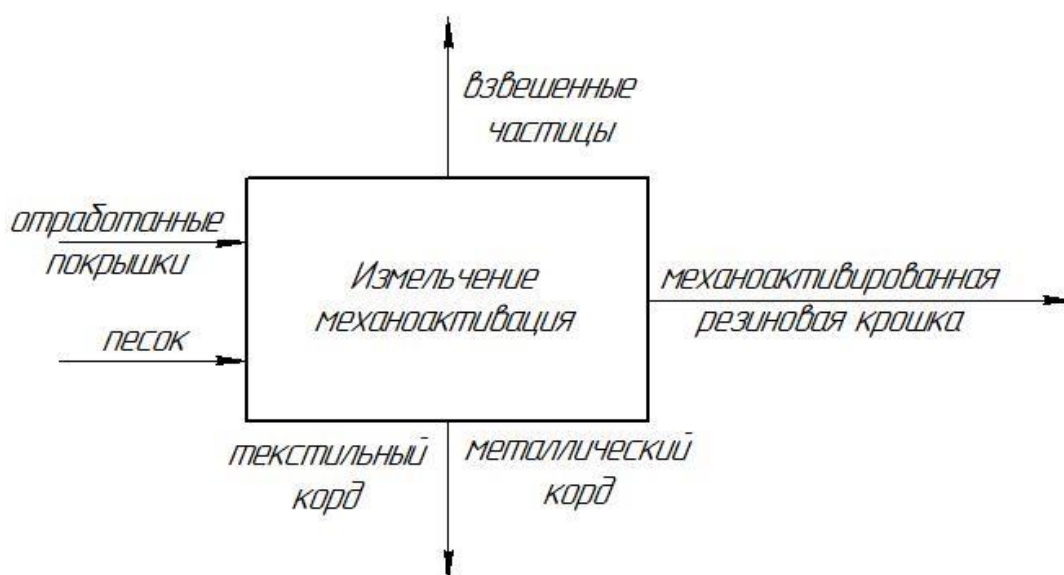 взвешенные
частицы
отработанные
покрышки
песок
Измельчение
механоактивация
механоактивированная
резиновая крошка
текстильный
корд
металлический
корд